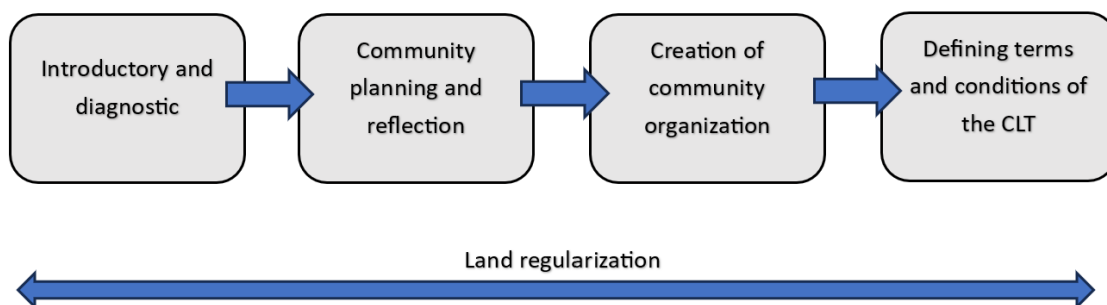 Introductory and
diagnostic
Community
planning and
reflection
Creation of
community
organization
Defining terms
and conditions of
the CLT
Land regularization